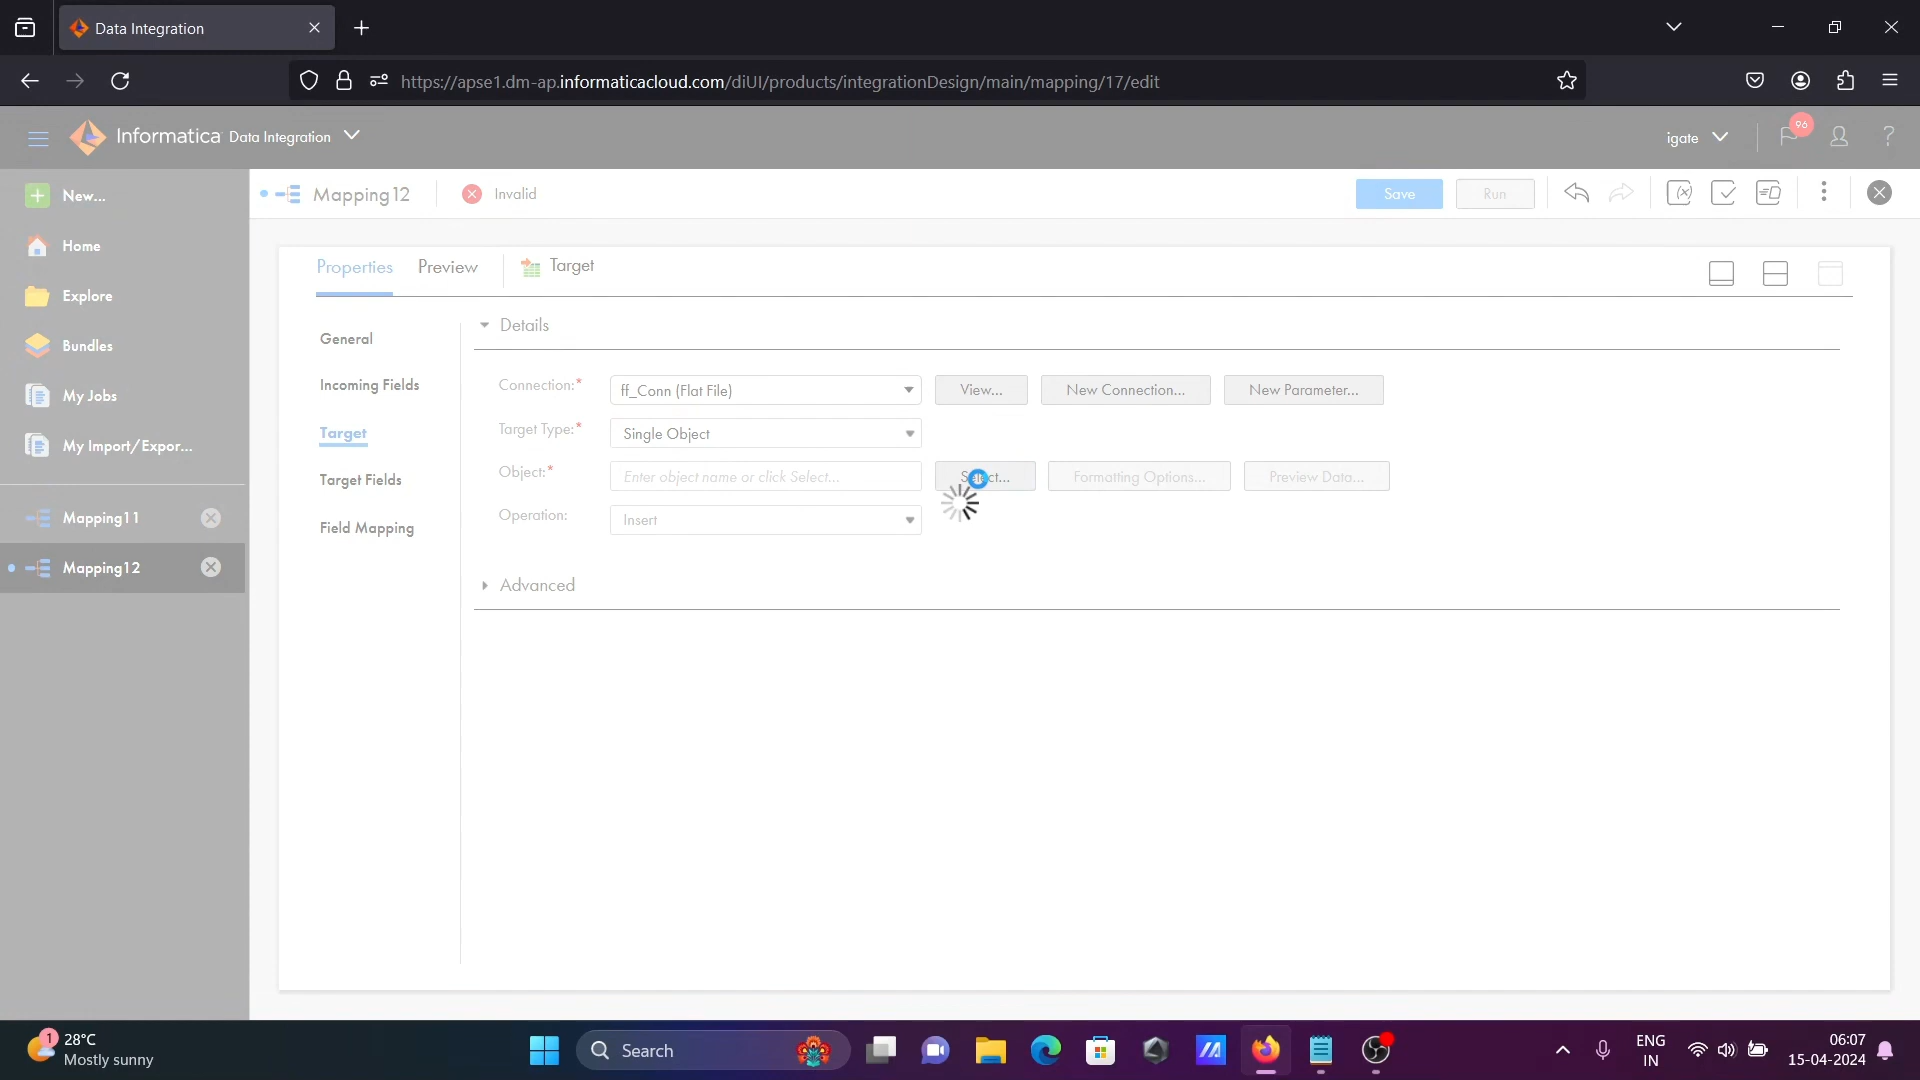 Data Integration
https://apse1.dm-ap.informaticacloud.com/diUI/products/integrationDesign/main/mapping/17/edit
Informatica Data Integration
igate
96
New...
Mapping12
Invalid
Save
Run
Home
Explore
Bundles
My Jobs
My Import/Expor...
Mapping11
Mapping12
Properties
Preview
Target
General
Incoming Fields
Target
Target Fields
Field Mapping
Details
Connection:*
ff_Conn (Flat File)
View...
New Connection...
New Parameter...
Target Type:*
Single Object
Object:*
Enter object name or click Select...
Select...
Formatting Options...
Preview Data...
Operation:
Insert
Advanced
1
28°C
Mostly sunny
Search
ENG
IN
06:07
15-04-2024